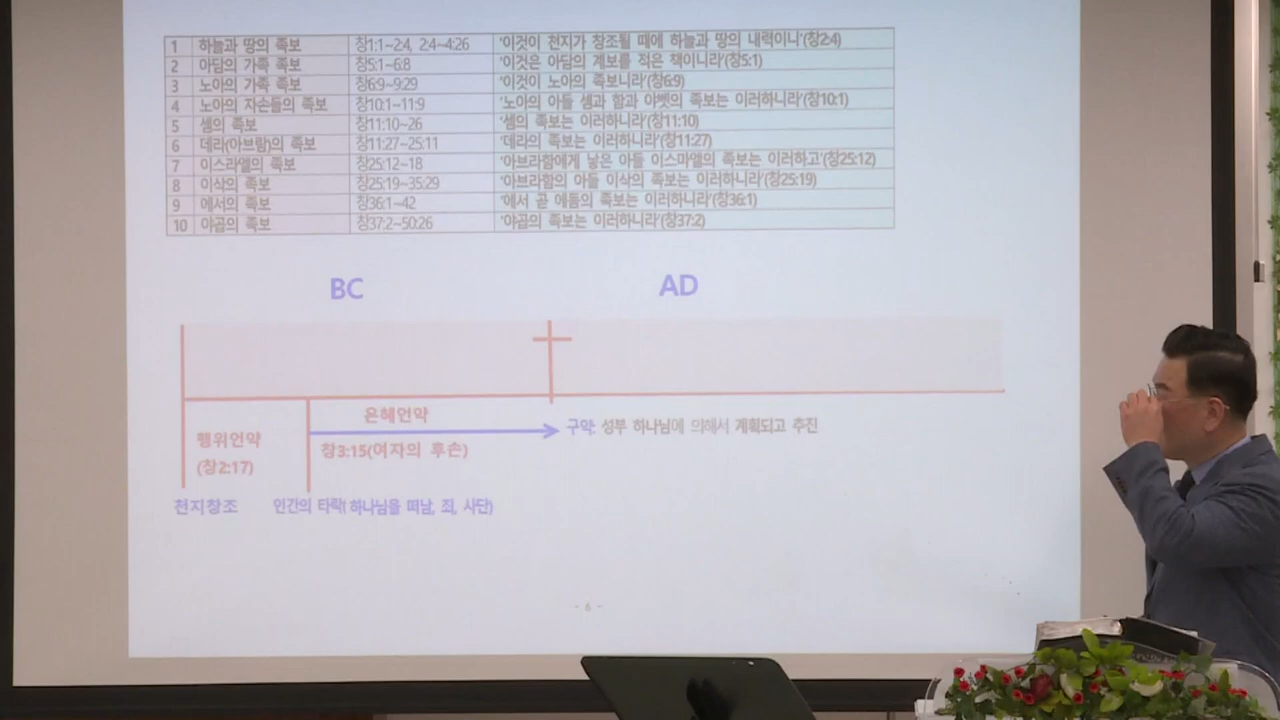 1 하늘과 땅의 족보 창1:1~2:4, 2:4~4:26 '이것이 천지가 창조될 때에 하늘과 땅의 내력이니'(창2:4)
2 아담의 가족 족보 창5:1~6:8 '이것은 아담의 계보를 적은 책이니라'(창5:1)
3 노아의 가족 족보 창6:9~9:29 '이것이 노아의 족보니라'(창6:9)
4 노아의 자손들의 족보 창10:1~11:9 '노아의 아들 셈과 함과 야벳의 족보는 이러하니라'(창10:1)
5 셈의 족보 창11:10~26 '셈의 족보는 이러하니라'(창11:10)
6 데라(아브람)의 족보 창11:27~25:11 '데라의 족보는 이러하니라'(창11:27)
7 이스라엘의 족보 창25:12~18 '아브라함에게 낳은 아들 이스마엘의 족보는 이러하고'(창25:12)
8 이삭의 족보 창25:19~35:29 '아브라함의 아들 이삭의 족보는 이러하니라'(창25:19)
9 에서의 족보 창36:1~42 '에서 곧 에돔의 족보는 이러하니라'(창36:1)
10 야곱의 족보 창37:2~50:26 '야곱의 족보는 이러하니라'(창37:2)
BC AD
은혜언약
구약: 성부 하나님에 의해서 계획되고 추진
행위언약
창3:15(여자의 후손)
(창2:17)
천지창조 인간의 타락( 하나님을 떠남, 죄, 사단)
- 6 -